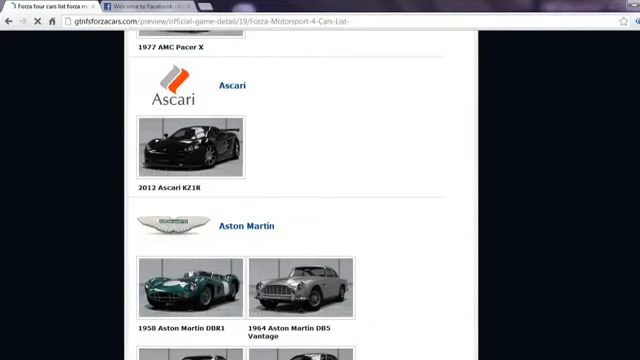 Forza four cars list forza m
Welcome to Facebook - L
gtnfsforzacars.com/preview/official-game-detail/19/Forza-Motorsport-4-Cars-List-
1977 AMC Pacer X
Ascari
Ascari
2012 Ascari KZ1R
Aston Martin
1958 Aston Martin DBR1
1964 Aston Martin DB5
Vantage